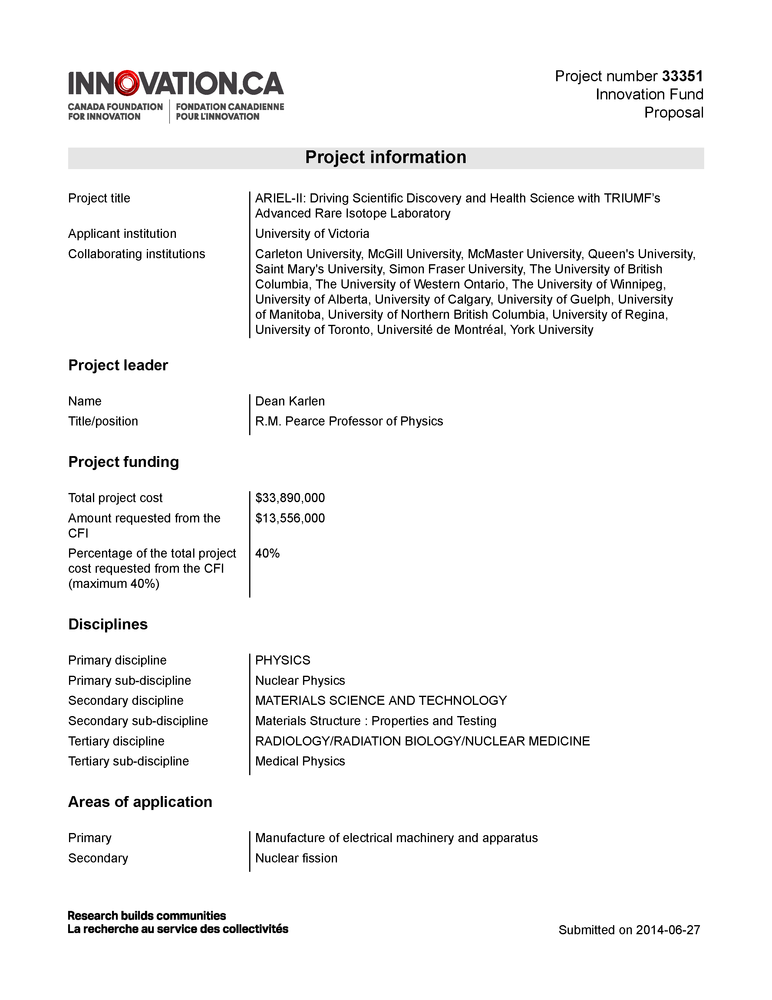 INNOVATION.CA
CANADA FOUNDATION
FOR INNOVATION
FONDATION CANADIENNE
POUR L'INNOVATION
Project number 33351
Innovation Fund
Proposal
Project information
Project title
ARIEL-II: Driving Scientific Discovery and Health Science with TRIUMF’s
Advanced Rare Isotope Laboratory
Applicant institution
University of Victoria
Collaborating institutions
Carleton University, McGill University, McMaster University, Queen's University,
Saint Mary's University, Simon Fraser University, The University of British
Columbia, The University of Western Ontario, The University of Winnipeg,
University of Alberta, University of Calgary, University of Guelph, University
of Manitoba, University of Northern British Columbia, University of Regina,
University of Toronto, Université de Montréal, York University
Project leader
Name
Dean Karlen
Title/position
R.M. Pearce Professor of Physics
Project funding
Total project cost
$33,890,000
Amount requested from the
CFI
$13,556,000
Percentage of the total project
cost requested from the CFI
(maximum 40%)
40%
Disciplines
Primary discipline
PHYSICS
Primary sub-discipline
Nuclear Physics
Secondary discipline
MATERIALS SCIENCE AND TECHNOLOGY
Secondary sub-discipline
Materials Structure : Properties and Testing
Tertiary discipline
RADIOLOGY/RADIATION BIOLOGY/NUCLEAR MEDICINE
Tertiary sub-discipline
Medical Physics
Areas of application
Primary
Manufacture of electrical machinery and apparatus
Secondary
Nuclear fission
Research builds communities
La recherche au service des collectivités
Submitted on 2014-06-27